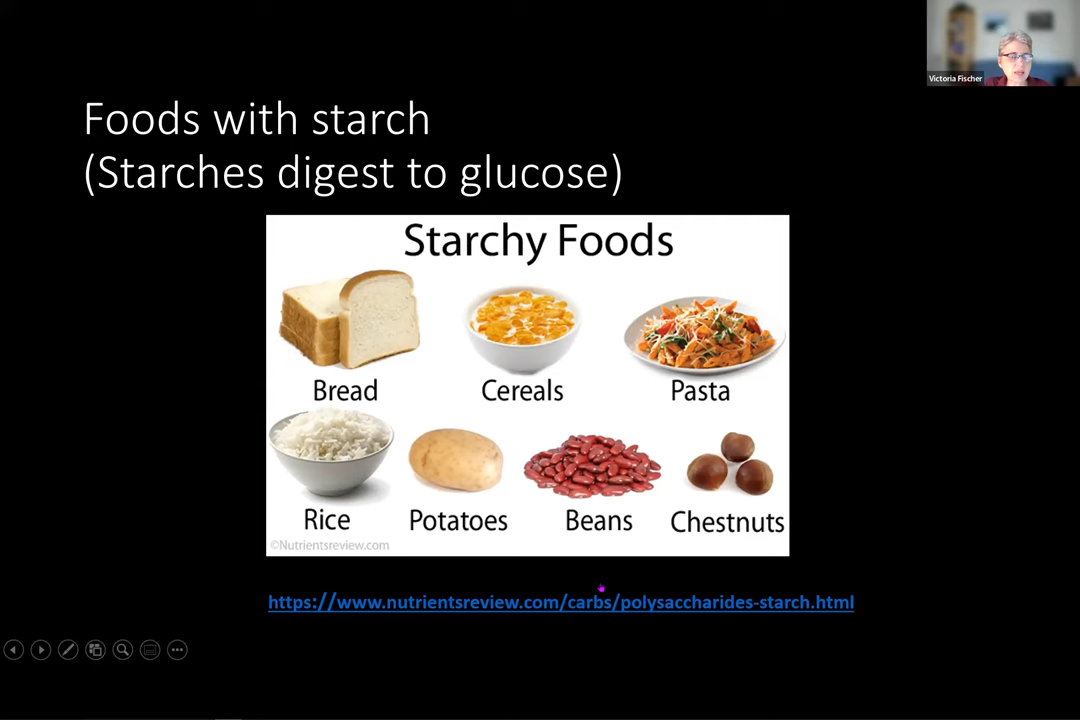 Victoria Fischer
Foods with starch
(Starches digest to glucose)
Starchy Foods
Bread Cereals Pasta
Rice Potatoes Beans Chestnuts
©Nutrientsreview.com
https://www.nutrientsreview.com/carbs/polysaccharides-starch.html